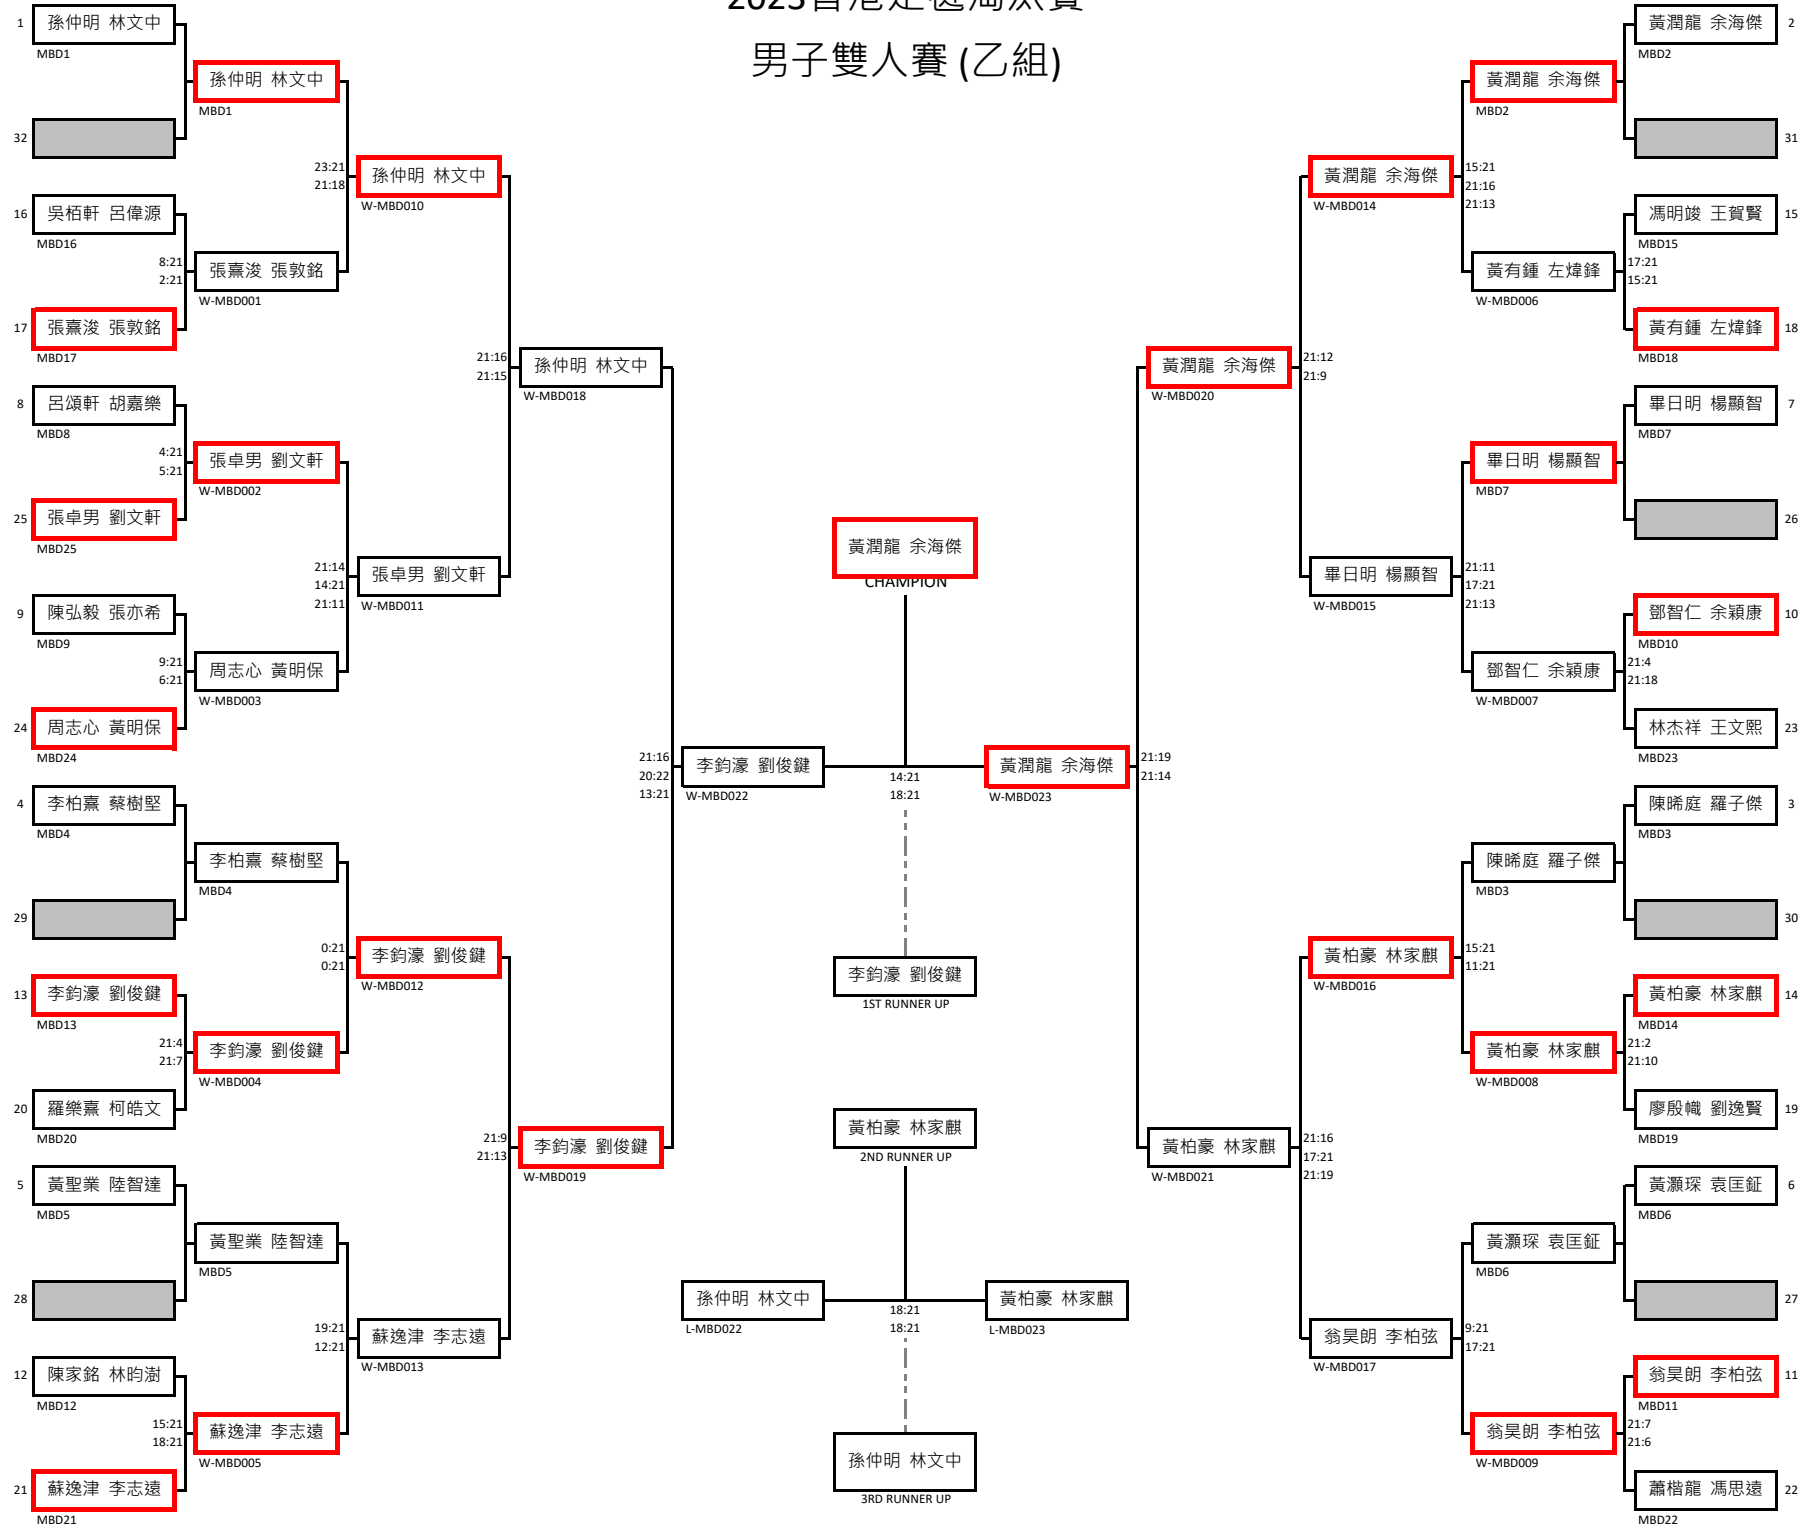 2023香港足毽淘汰賽
男子雙人賽 (乙組)
1
孫仲明 林文中
MBD1
32
16
吳栢軒 呂偉源
MBD16
8:21
2:21
17
張熹浚 張敦銘
MBD17
8
呂頌軒 胡嘉樂
MBD8
4:21
5:21
25
張卓男 劉文軒
MBD25
9
陳弘毅 張亦希
MBD9
9:21
6:21
24
周志心 黃明保
MBD24
4
李柏熹 蔡樹堅
MBD4
29
13
李鈞濠 劉俊鍵
MBD13
21:4
21:7
20
羅樂熹 柯皓文
MBD20
5
黃聖業 陸智達
MBD5
28
12
陳家銘 林昀澍
MBD12
15:21
18:21
21
蘇逸津 李志遠
MBD21
孫仲明 林文中
MBD1
23:21
21:18
張熹浚 張敦銘
W-MBD001
張卓男 劉文軒
W-MBD002
21:14
14:21
21:11
周志心 黃明保
W-MBD003
李柏熹 蔡樹堅
MBD4
0:21
0:21
李鈞濠 劉俊鍵
W-MBD004
黃聖業 陸智達
MBD5
19:21
12:21
蘇逸津 李志遠
W-MBD005
孫仲明 林文中
W-MBD010
21:16
21:15
張卓男 劉文軒
W-MBD011
李鈞濠 劉俊鍵
W-MBD012
21:9
21:13
蘇逸津 李志遠
W-MBD013
孫仲明 林文中
W-MBD018
21:16
20:22
13:21
李鈞濠 劉俊鍵
W-MBD019
李鈞濠 劉俊鍵
W-MBD022
黃潤龍 余海傑
CHAMPION
14:21
18:21
李鈞濠 劉俊鍵
1ST RUNNER UP
黃柏豪 林家麒
2ND RUNNER UP
孫仲明 林文中
L-MBD022
18:21
18:21
黃柏豪 林家麒
L-MBD023
孫仲明 林文中
3RD RUNNER UP
黃潤龍 余海傑
W-MBD023
21:19
21:14
黃潤龍 余海傑
W-MBD020
21:12
21:9
黃柏豪 林家麒
W-MBD021
21:16
17:21
21:19
黃潤龍 余海傑
W-MBD014
15:21
21:16
21:13
畢日明 楊顯智
W-MBD015
21:11
17:21
21:13
黃柏豪 林家麒
W-MBD016
15:21
11:21
翁昊朗 李柏弦
W-MBD017
9:21
17:21
黃潤龍 余海傑
MBD2
黃有鍾 左煒鋒
W-MBD006
畢日明 楊顯智
MBD7
鄧智仁 余穎康
W-MBD007
陳晞庭 羅子傑
MBD3
黃柏豪 林家麒
W-MBD008
黃灝琛 袁匡鉦
MBD6
翁昊朗 李柏弦
W-MBD009
黃潤龍 余海傑
2
MBD2
31
馮明竣 王賀賢
15
MBD15
17:21
15:21
黃有鍾 左煒鋒
18
MBD18
畢日明 楊顯智
7
MBD7
26
鄧智仁 余穎康
10
MBD10
21:4
21:18
林杰祥 王文熙
23
MBD23
陳晞庭 羅子傑
3
MBD3
30
黃柏豪 林家麒
14
MBD14
21:2
21:10
廖殷幟 劉逸賢
19
MBD19
黃灝琛 袁匡鉦
6
MBD6
27
翁昊朗 李柏弦
11
MBD11
21:7
21:6
蕭楷龍 馮思遠
22
MBD22